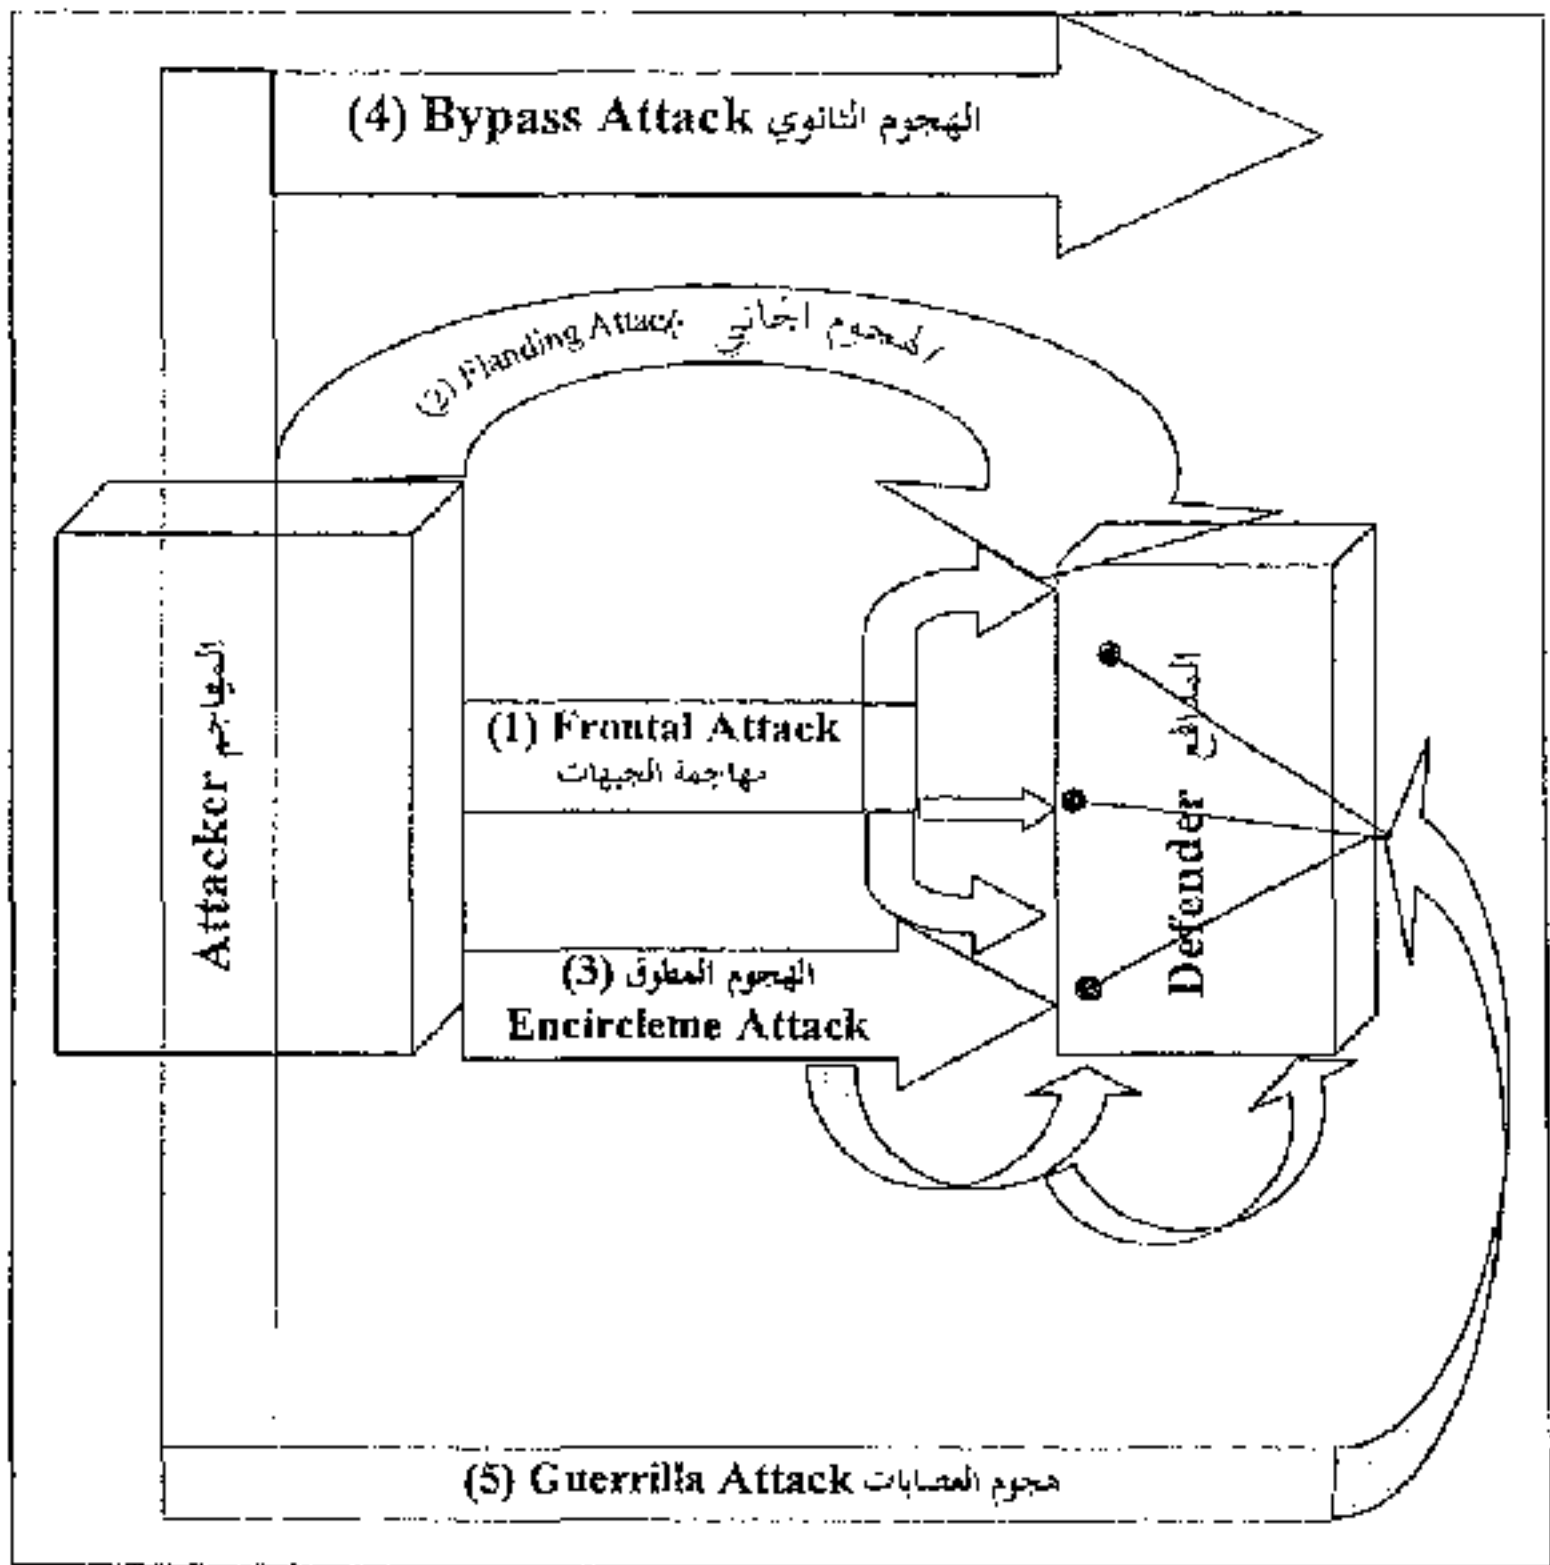 (4) Bypass Attack الهجوم الثانوي
(2) Flanding Attack الهجوم الجانبي
(1) Frontal Attack
مهاجمة الجبهات
Attacker المهاجم
Defender المدافع
(3) الهجوم المطوق
Encircleme Attack
(5) Guerrilla Attack هجوم العصابات